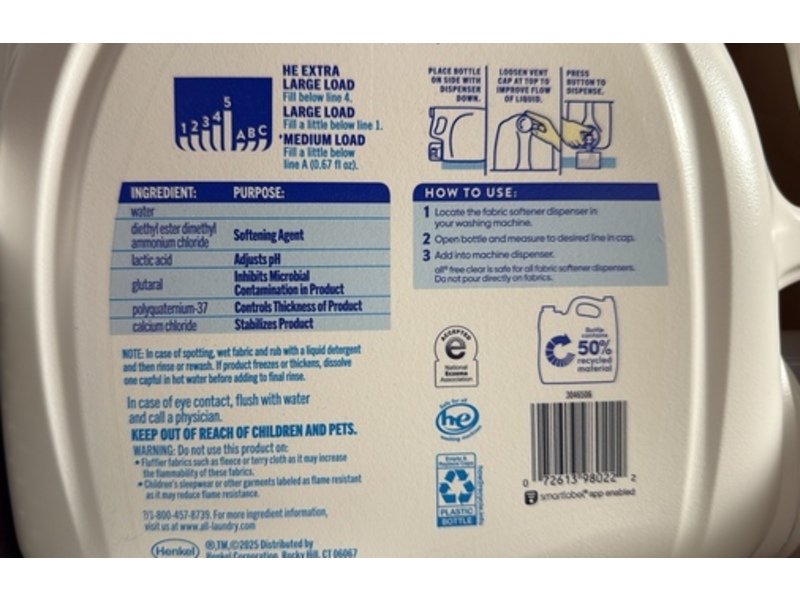 HE EXTRA
LARGE LOAD
Fill below line 4.
LARGE LOAD
Fill a little below line 1.
*MEDIUM LOAD
Fill a little below
line A (0.67 fl oz).
1 2 3 4 5 A B C
PLACE BOTTLE
ON SIDE WITH
DISPENSER
DOWN.
LOOSEN VENT
CAP AT TOP TO
IMPROVE FLOW
OF LIQUID.
PRESS
BUTTON TO
DISPENSE.
INGREDIENT: PURPOSE:
water
diethyl ester dimethyl
ammonium chloride Softening Agent
lactic acid Adjusts pH
glutaral Inhibits Microbial
Contamination in Product
polyquaternium-37 Controls Thickness of Product
calcium chloride Stabilizes Product
NOTE: In case of spotting, wet fabric and rub with a liquid detergent
and then rinse or rewash. If product freezes or thickens, dissolve
one capful in hot water before adding to final rinse.
In case of eye contact, flush with water
and call a physician.
KEEP OUT OF REACH OF CHILDREN AND PETS.
WARNING: Do not use this product on:
• Fluffier fabrics such as fleece or terry cloth as it may increase
the flammability of these fabrics.
• Children's sleepwear or other garments labeled as flame resistant
as it may reduce flame resistance.
?/1-800-457-8739. For more ingredient information,
visit us at www.all-laundry.com
Henkel
®,TM,©2025 Distributed by
Henkel Corporation, Rocky Hill, CT 06067
HOW TO USE:
1 Locate the fabric softener dispenser in
your washing machine.
2 Open bottle and measure to desired line in cap.
3 Add into machine dispenser.
all® free clear is safe for all fabric softener dispensers.
Do not pour directly on fabrics.
ACCEPTED
e
National
Eczema
Association
Bottle
contains
50%
recycled
material
safe for all
he
washing machines
Empty &
Replace Cap
PLASTIC
BOTTLE
how2recycle.info
3046506
0 72613 98022 2
smartlabel® app enabled